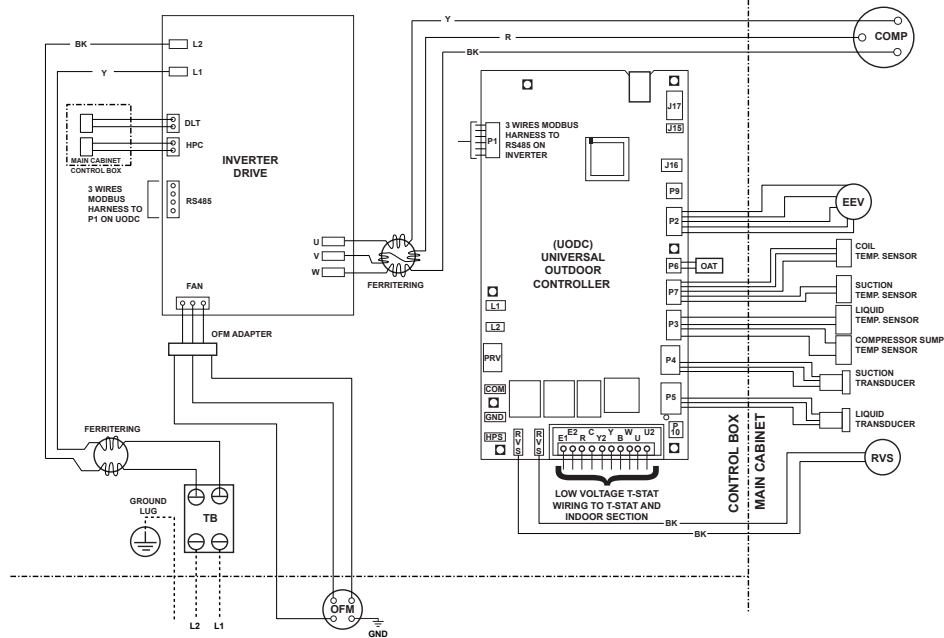 Y
R
BK
COMP
BK
L2
Y
L1
DLT
HPC
MAIN CABINET
CONTROL BOX
INVERTER
DRIVE
3 WIRES
MODBUS
HARNESS TO
P1 ON UODC
RS485
U
V
W
FERRITERING
FAN
OFM ADAPTER
FERRITERING
GROUND
LUG
TB
L2
L1
OFM
GND
P1
3 WIRES MODBUS
HARNESS TO
RS485 ON
INVERTER
J17
J15
J16
P9
P2
EEV
(UODC)
UNIVERSAL
OUTDOOR
CONTROLLER
P6
OAT
P7
P3
P4
P5
P
10
L1
L2
PRV
COM
GND
HPS
RVS
RVS
E2 C Y W U2
E1 R Y2 B U
LOW VOLTAGE T-STAT
WIRING TO T-STAT AND
INDOOR SECTION
COIL
TEMP. SENSOR
SUCTION
TEMP. SENSOR
LIQUID
TEMP. SENSOR
COMPRESSOR SUMP
TEMP SENSOR
SUCTION
TRANSDUCER
LIQUID
TRANSDUCER
RVS
CONTROL BOX
MAIN CABINET
BK
BK